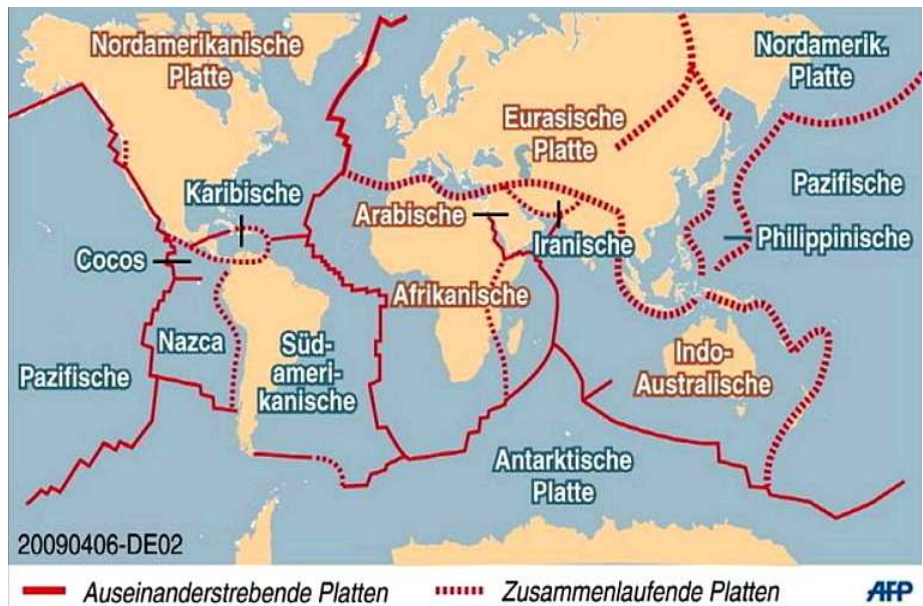 Nordamerikanische
Platte
Nordamerik.
Platte
Eurasische
Platte
Karibische
Pazifische
Arabische
Iranische
Philippinische
Cocos
Afrikanische
Nazca
Süd-
ameri-
kanische
Indo-
Australische
Pazifische
Antarktische
Platte
20090406-DE02
Auseinanderstrebende Platten
Zusammenlaufende Platten
AFP